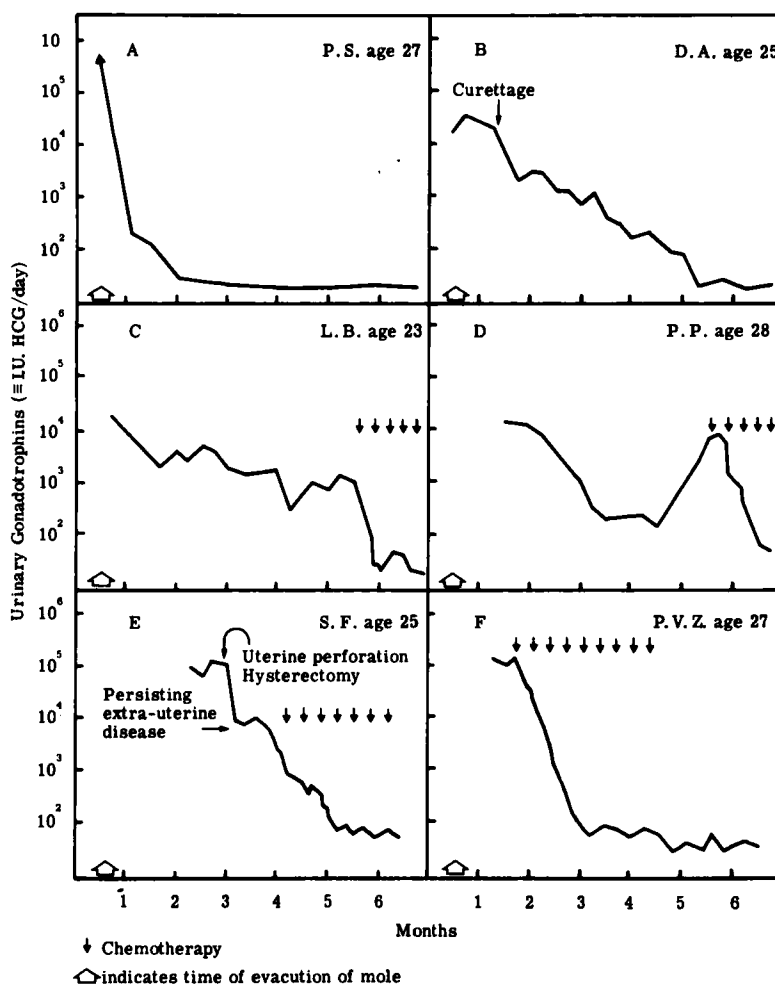 A
P.S. age 27
B
D.A. age 25
Curettage
10
10⁵
10⁴
10³
10²
C
L.B. age 23
D
P.P. age 28
10⁶
10⁵
10⁴
10³
10²
E
S.F. age 25
F
P.V.Z. age 27
Uterine perforation
Hysterectomy
Persisting
extra-uterine
disease
10⁶
10⁵
10⁴
10³
10²
Urinary Gonadotrophins (≡ I.U. HCG/day)
1 2 3 4 5 6
1 2 3 4 5 6
Months
Chemotherapy
indicates time of evacution of mole